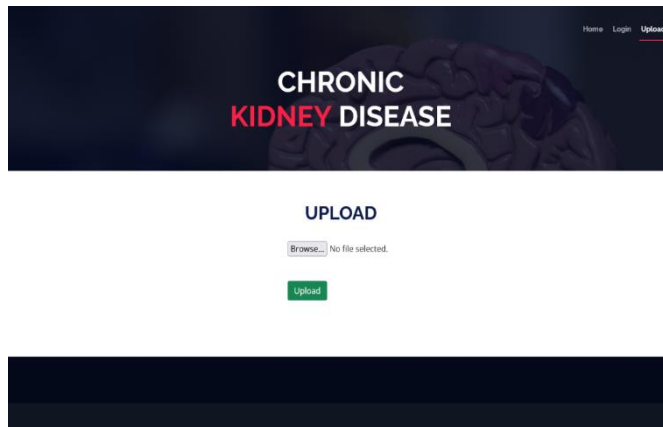 Home Login Upload
CHRONIC
KIDNEY DISEASE
UPLOAD
Browse... No file selected.
Upload